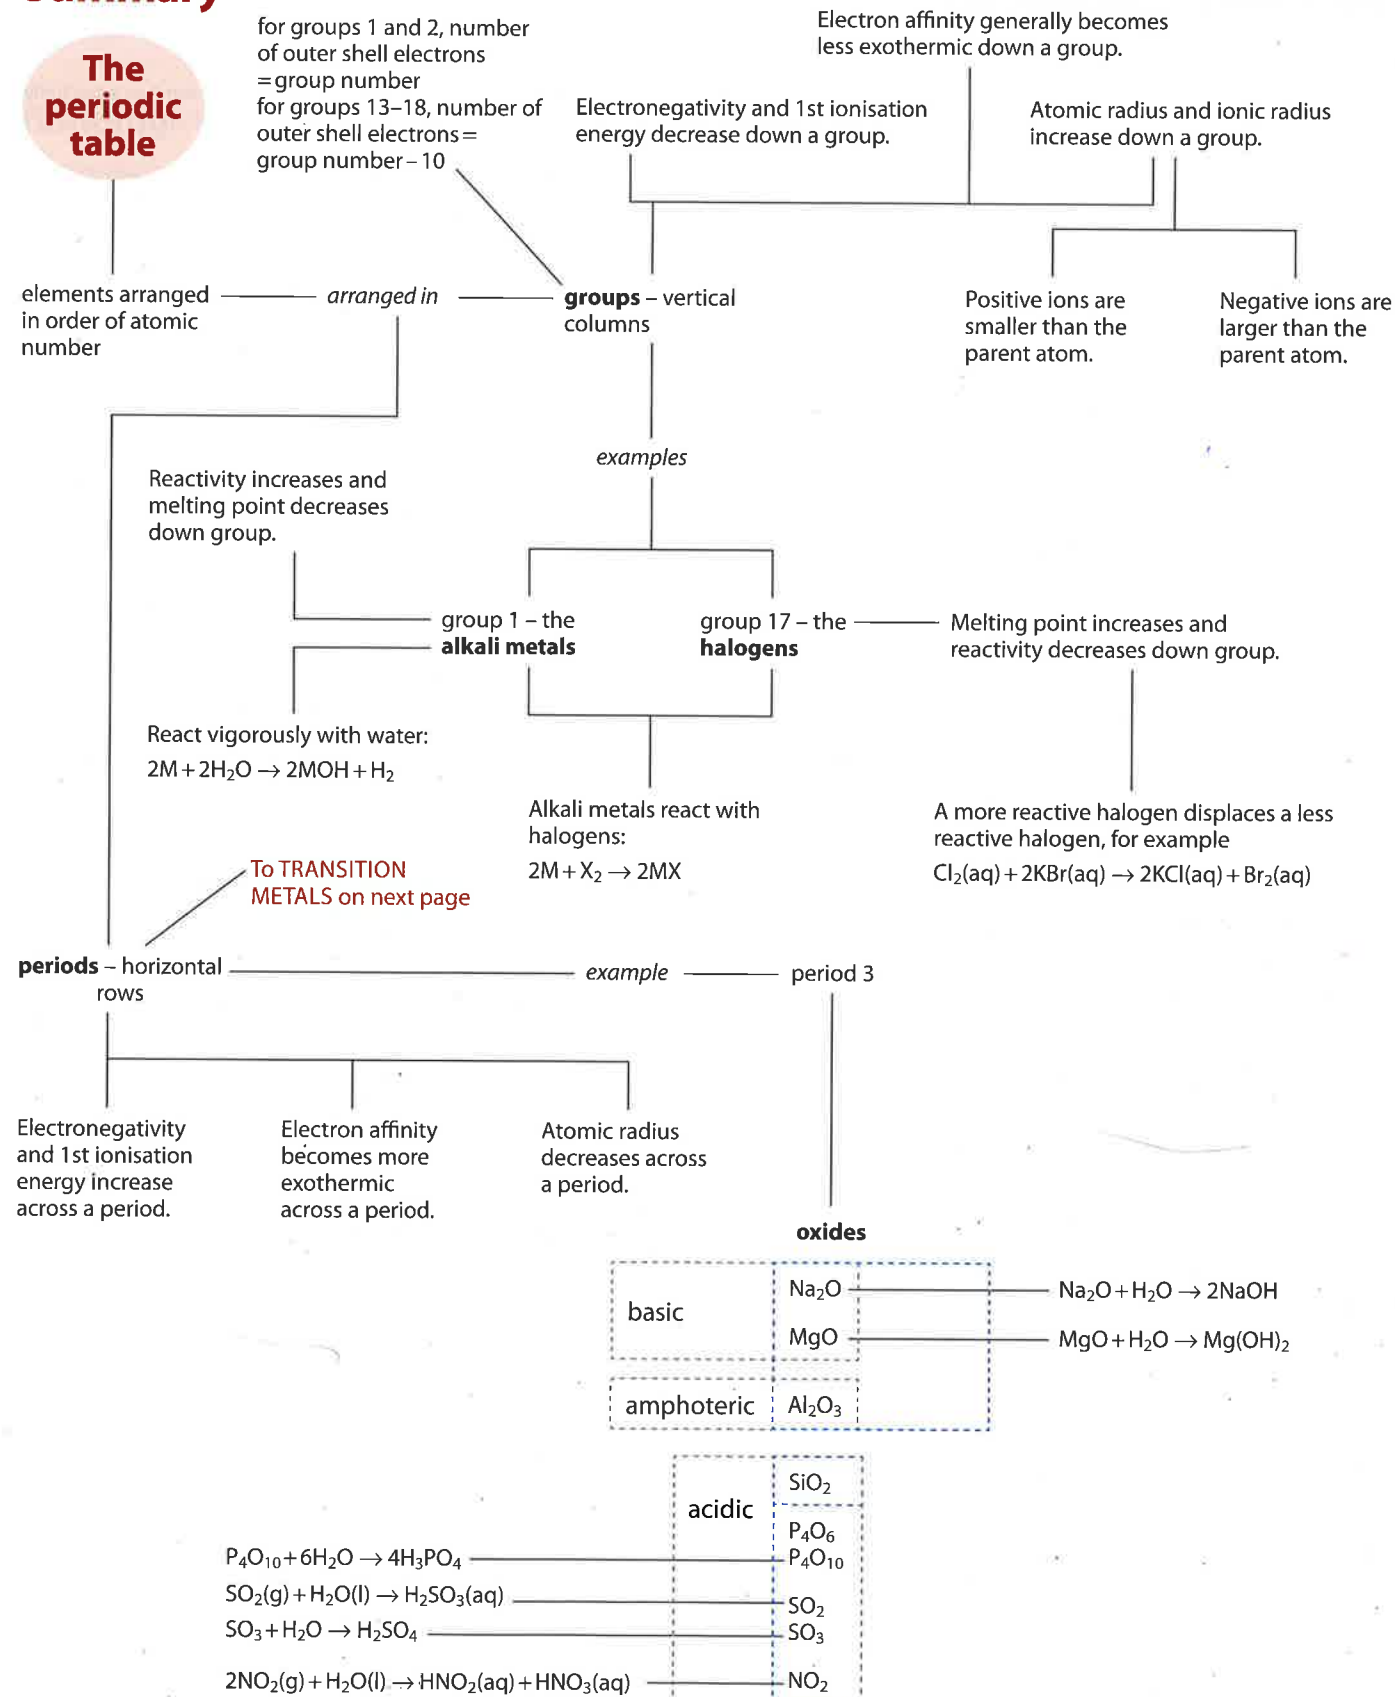 Summary
The
periodic
table
for groups 1 and 2, number
of outer shell electrons
= group number
for groups 13–18, number of
outer shell electrons =
group number – 10
Electron affinity generally becomes
less exothermic down a group.
Electronegativity and 1st ionisation
energy decrease down a group.
Atomic radius and ionic radius
increase down a group.
elements arranged
in order of atomic
number
arranged in
groups – vertical
columns
Positive ions are
smaller than the
parent atom.
Negative ions are
larger than the
parent atom.
examples
Reactivity increases and
melting point decreases
down group.
group 1 – the
alkali metals
group 17 – the
halogens
Melting point increases and
reactivity decreases down group.
React vigorously with water:
2M + 2H₂O → 2MOH + H₂
Alkali metals react with
halogens:
2M + X₂ → 2MX
A more reactive halogen displaces a less
reactive halogen, for example
Cl₂(aq) + 2KBr(aq) → 2KCl(aq) + Br₂(aq)
To TRANSITION
METALS on next page
periods – horizontal
rows
example
period 3
Electronegativity
and 1st ionisation
energy increase
across a period.
Electron affinity
becomes more
exothermic
across a period.
Atomic radius
decreases across
a period.
oxides
basic
Na₂O
Na₂O + H₂O → 2NaOH
MgO
MgO + H₂O → Mg(OH)₂
amphoteric
Al₂O₃
acidic
SiO₂
P₄O₆
P₄O₁₀ + 6H₂O → 4H₃PO₄
P₄O₁₀
SO₂(g) + H₂O(l) → H₂SO₃(aq)
SO₂
SO₃ + H₂O → H₂SO₄
SO₃
2NO₂(g) + H₂O(l) → HNO₂(aq) + HNO₃(aq)
NO₂